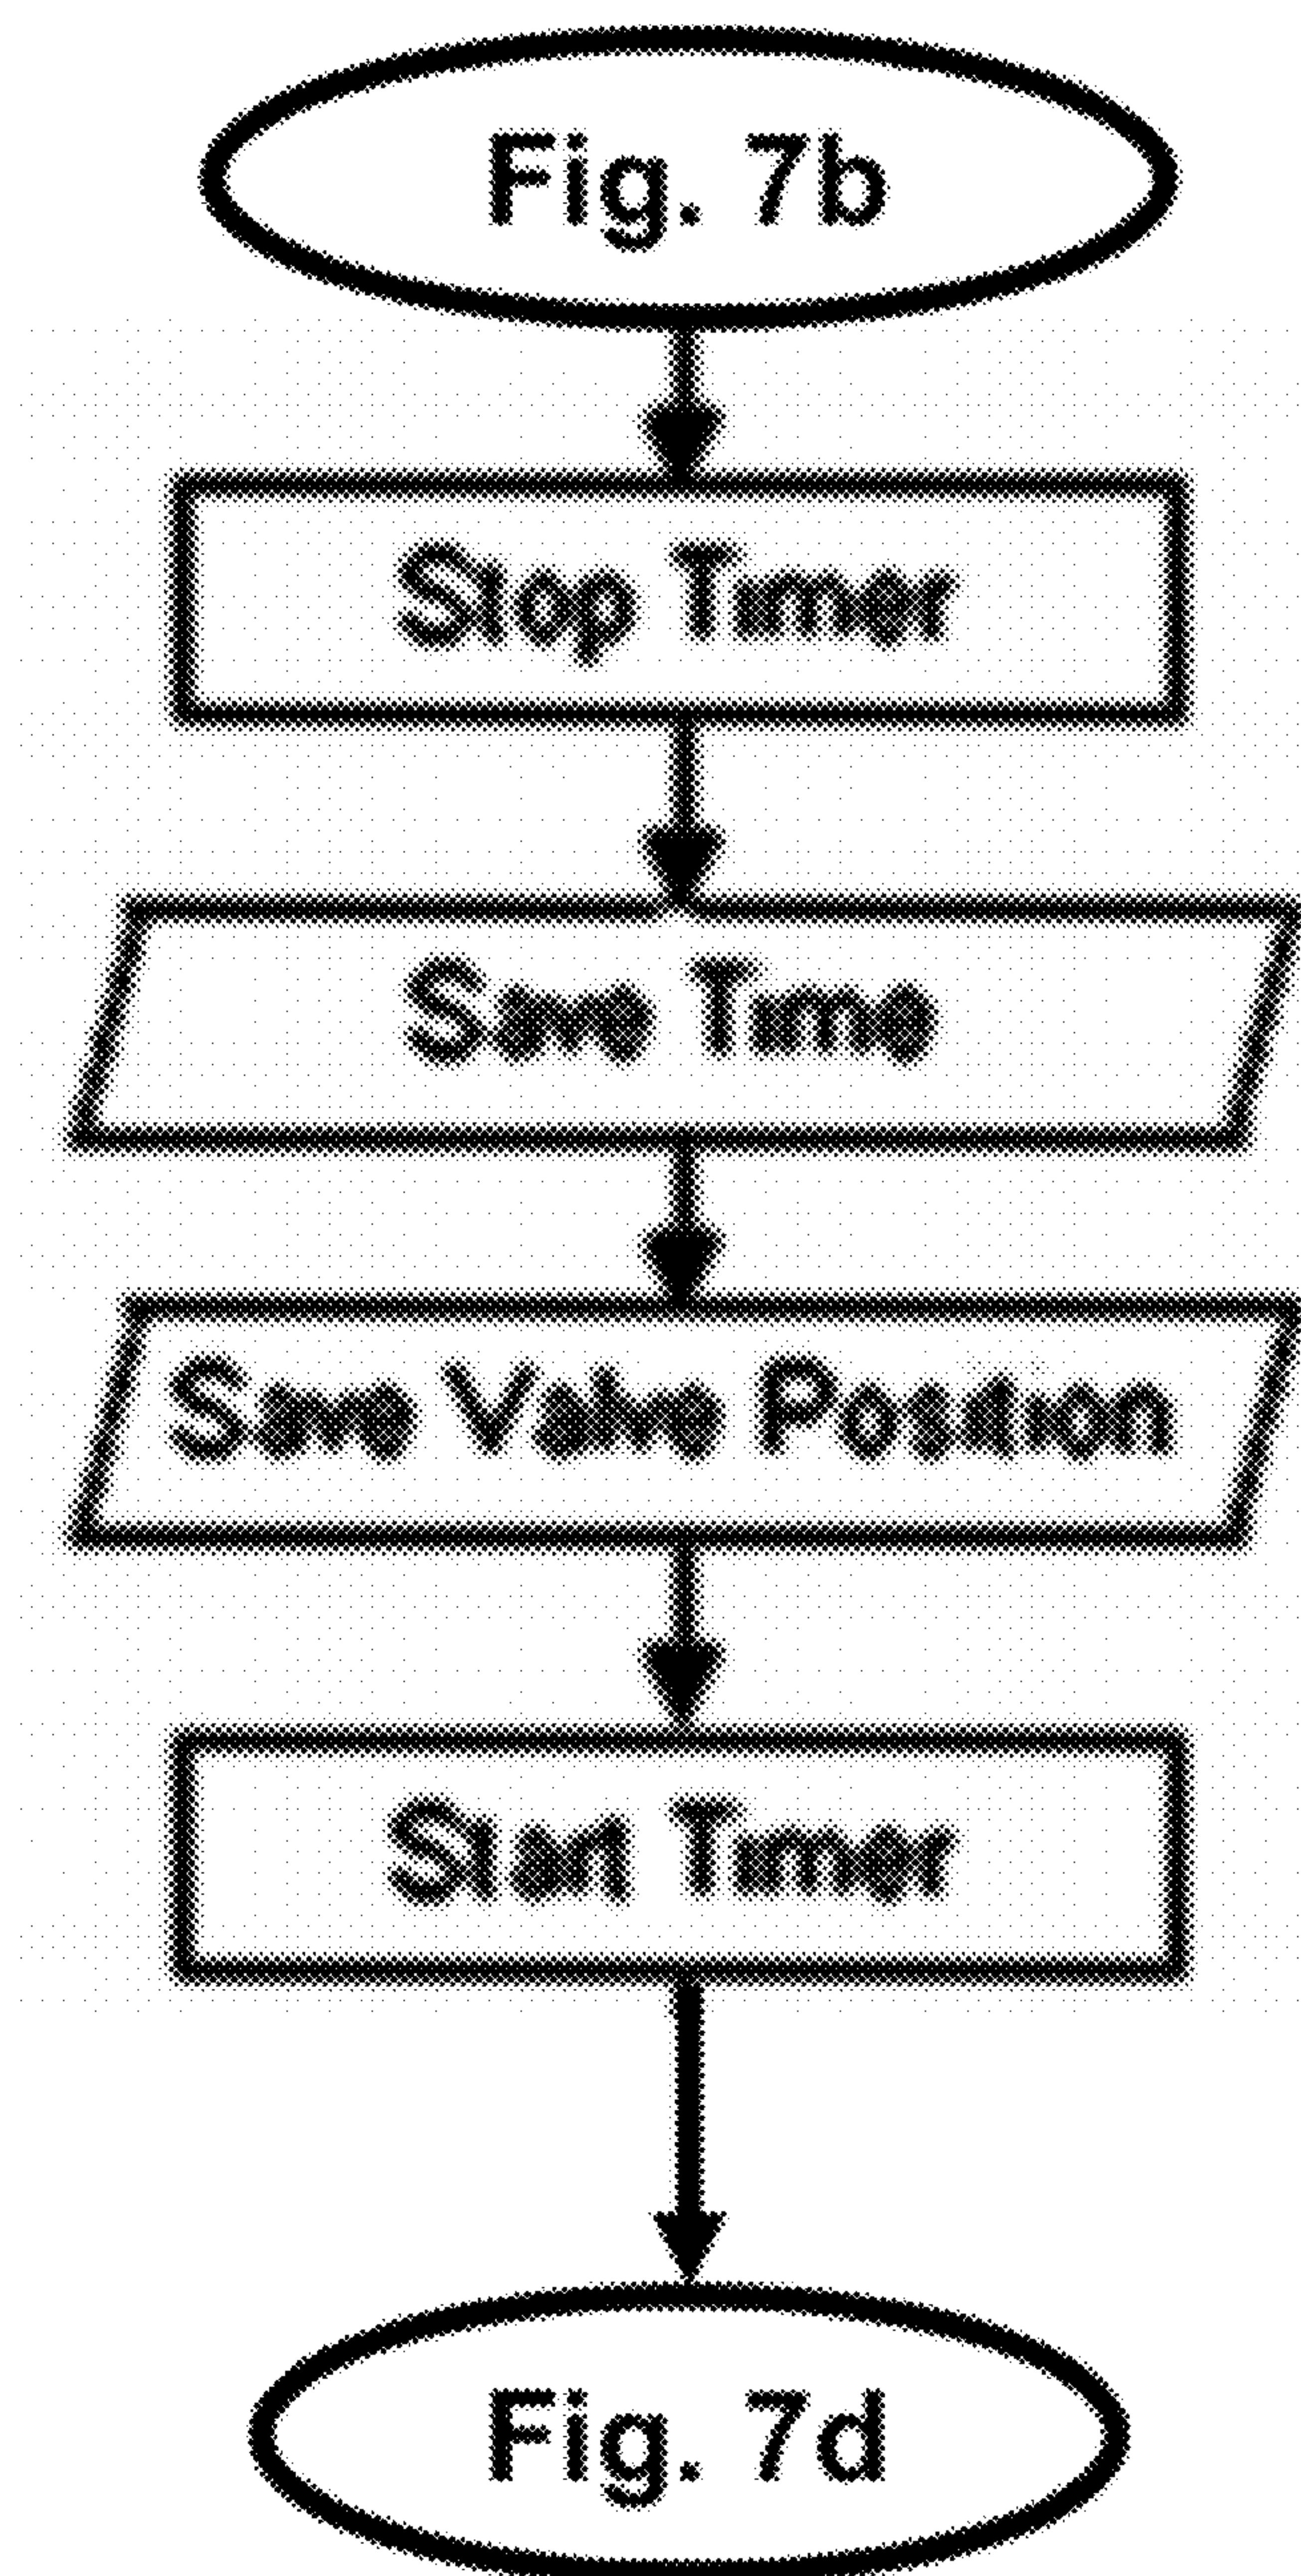 Fig. 7b
Stop Timer
Save Time
Save Valve Position
Start Timer
Fig. 7d